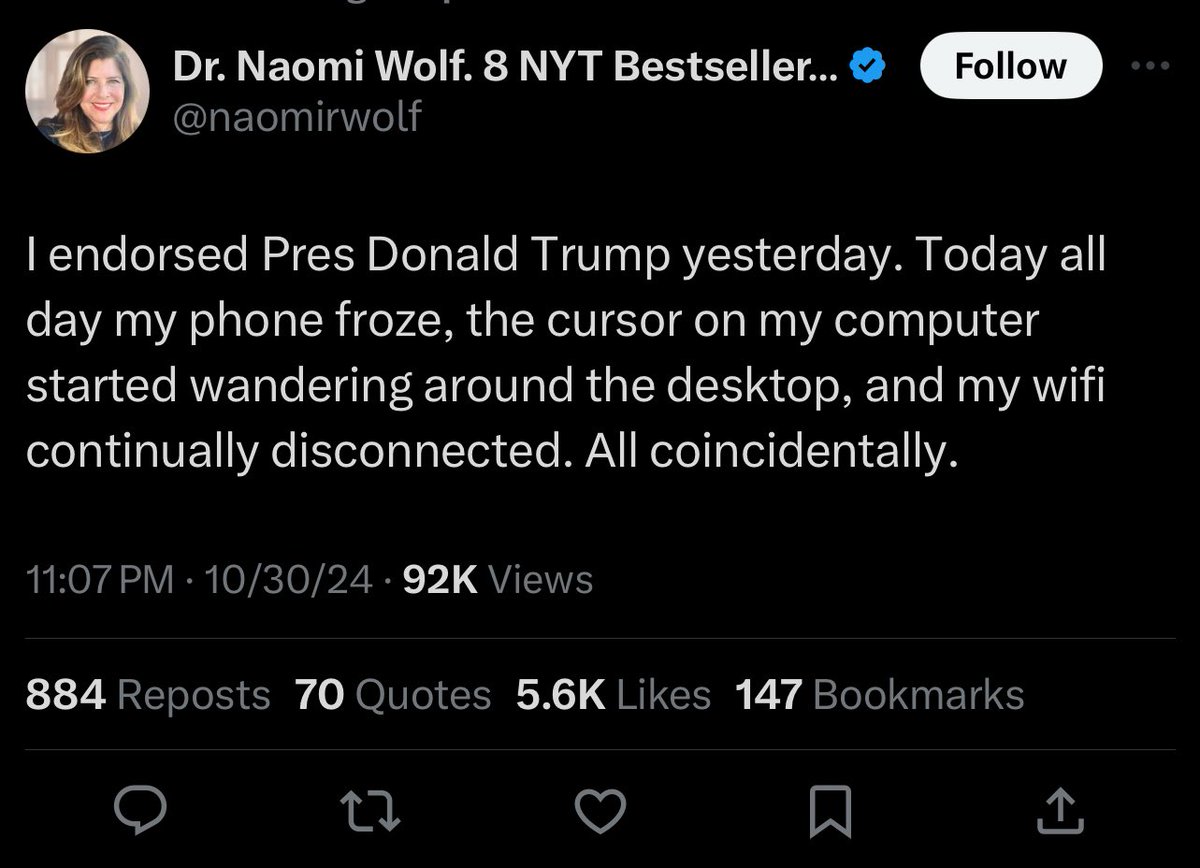 Dr. Naomi Wolf. 8 NYT Bestseller...
Follow
@naomirwolf
I endorsed Pres Donald Trump yesterday. Today all
day my phone froze, the cursor on my computer
started wandering around the desktop, and my wifi
continually disconnected. All coincidentally.
11:07 PM · 10/30/24 · 92K Views
884 Reposts 70 Quotes 5.6K Likes 147 Bookmarks